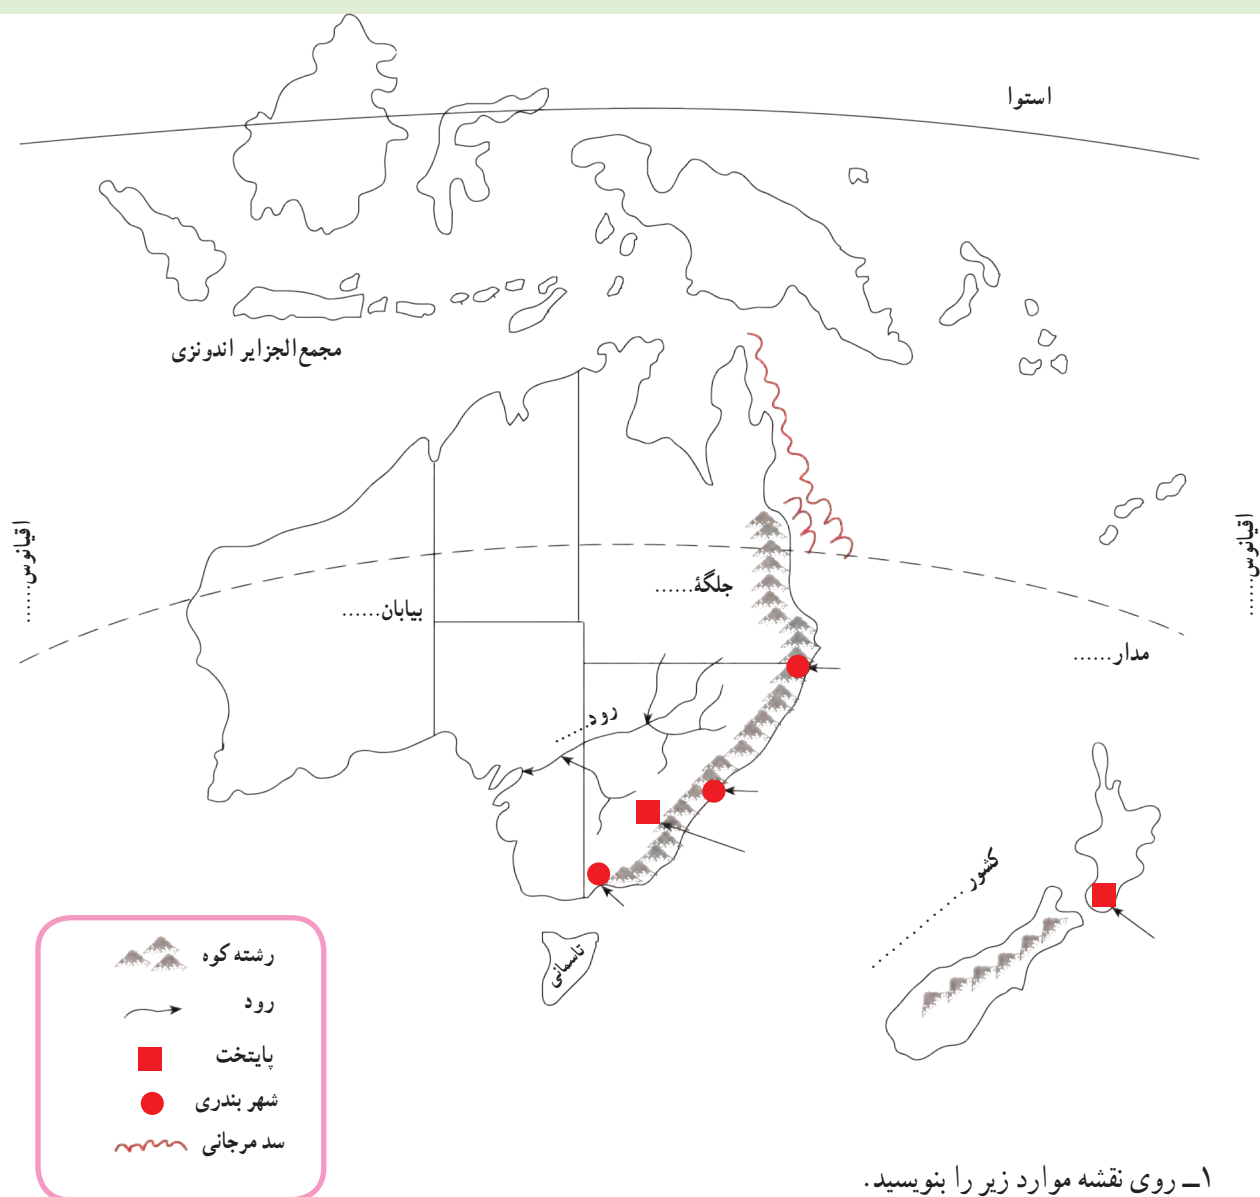 استوا
مجمع‌الجزایر اندونزی
اقیانوس......
اقیانوس......
جلگهٔ......
بیابان......
مدار......
رود......
کشور ............
تاسمانی
رشته کوه
رود
پایتخت
شهر بندری
سد مرجانی
۱ــ روی نقشه موارد زیر را بنویسید.